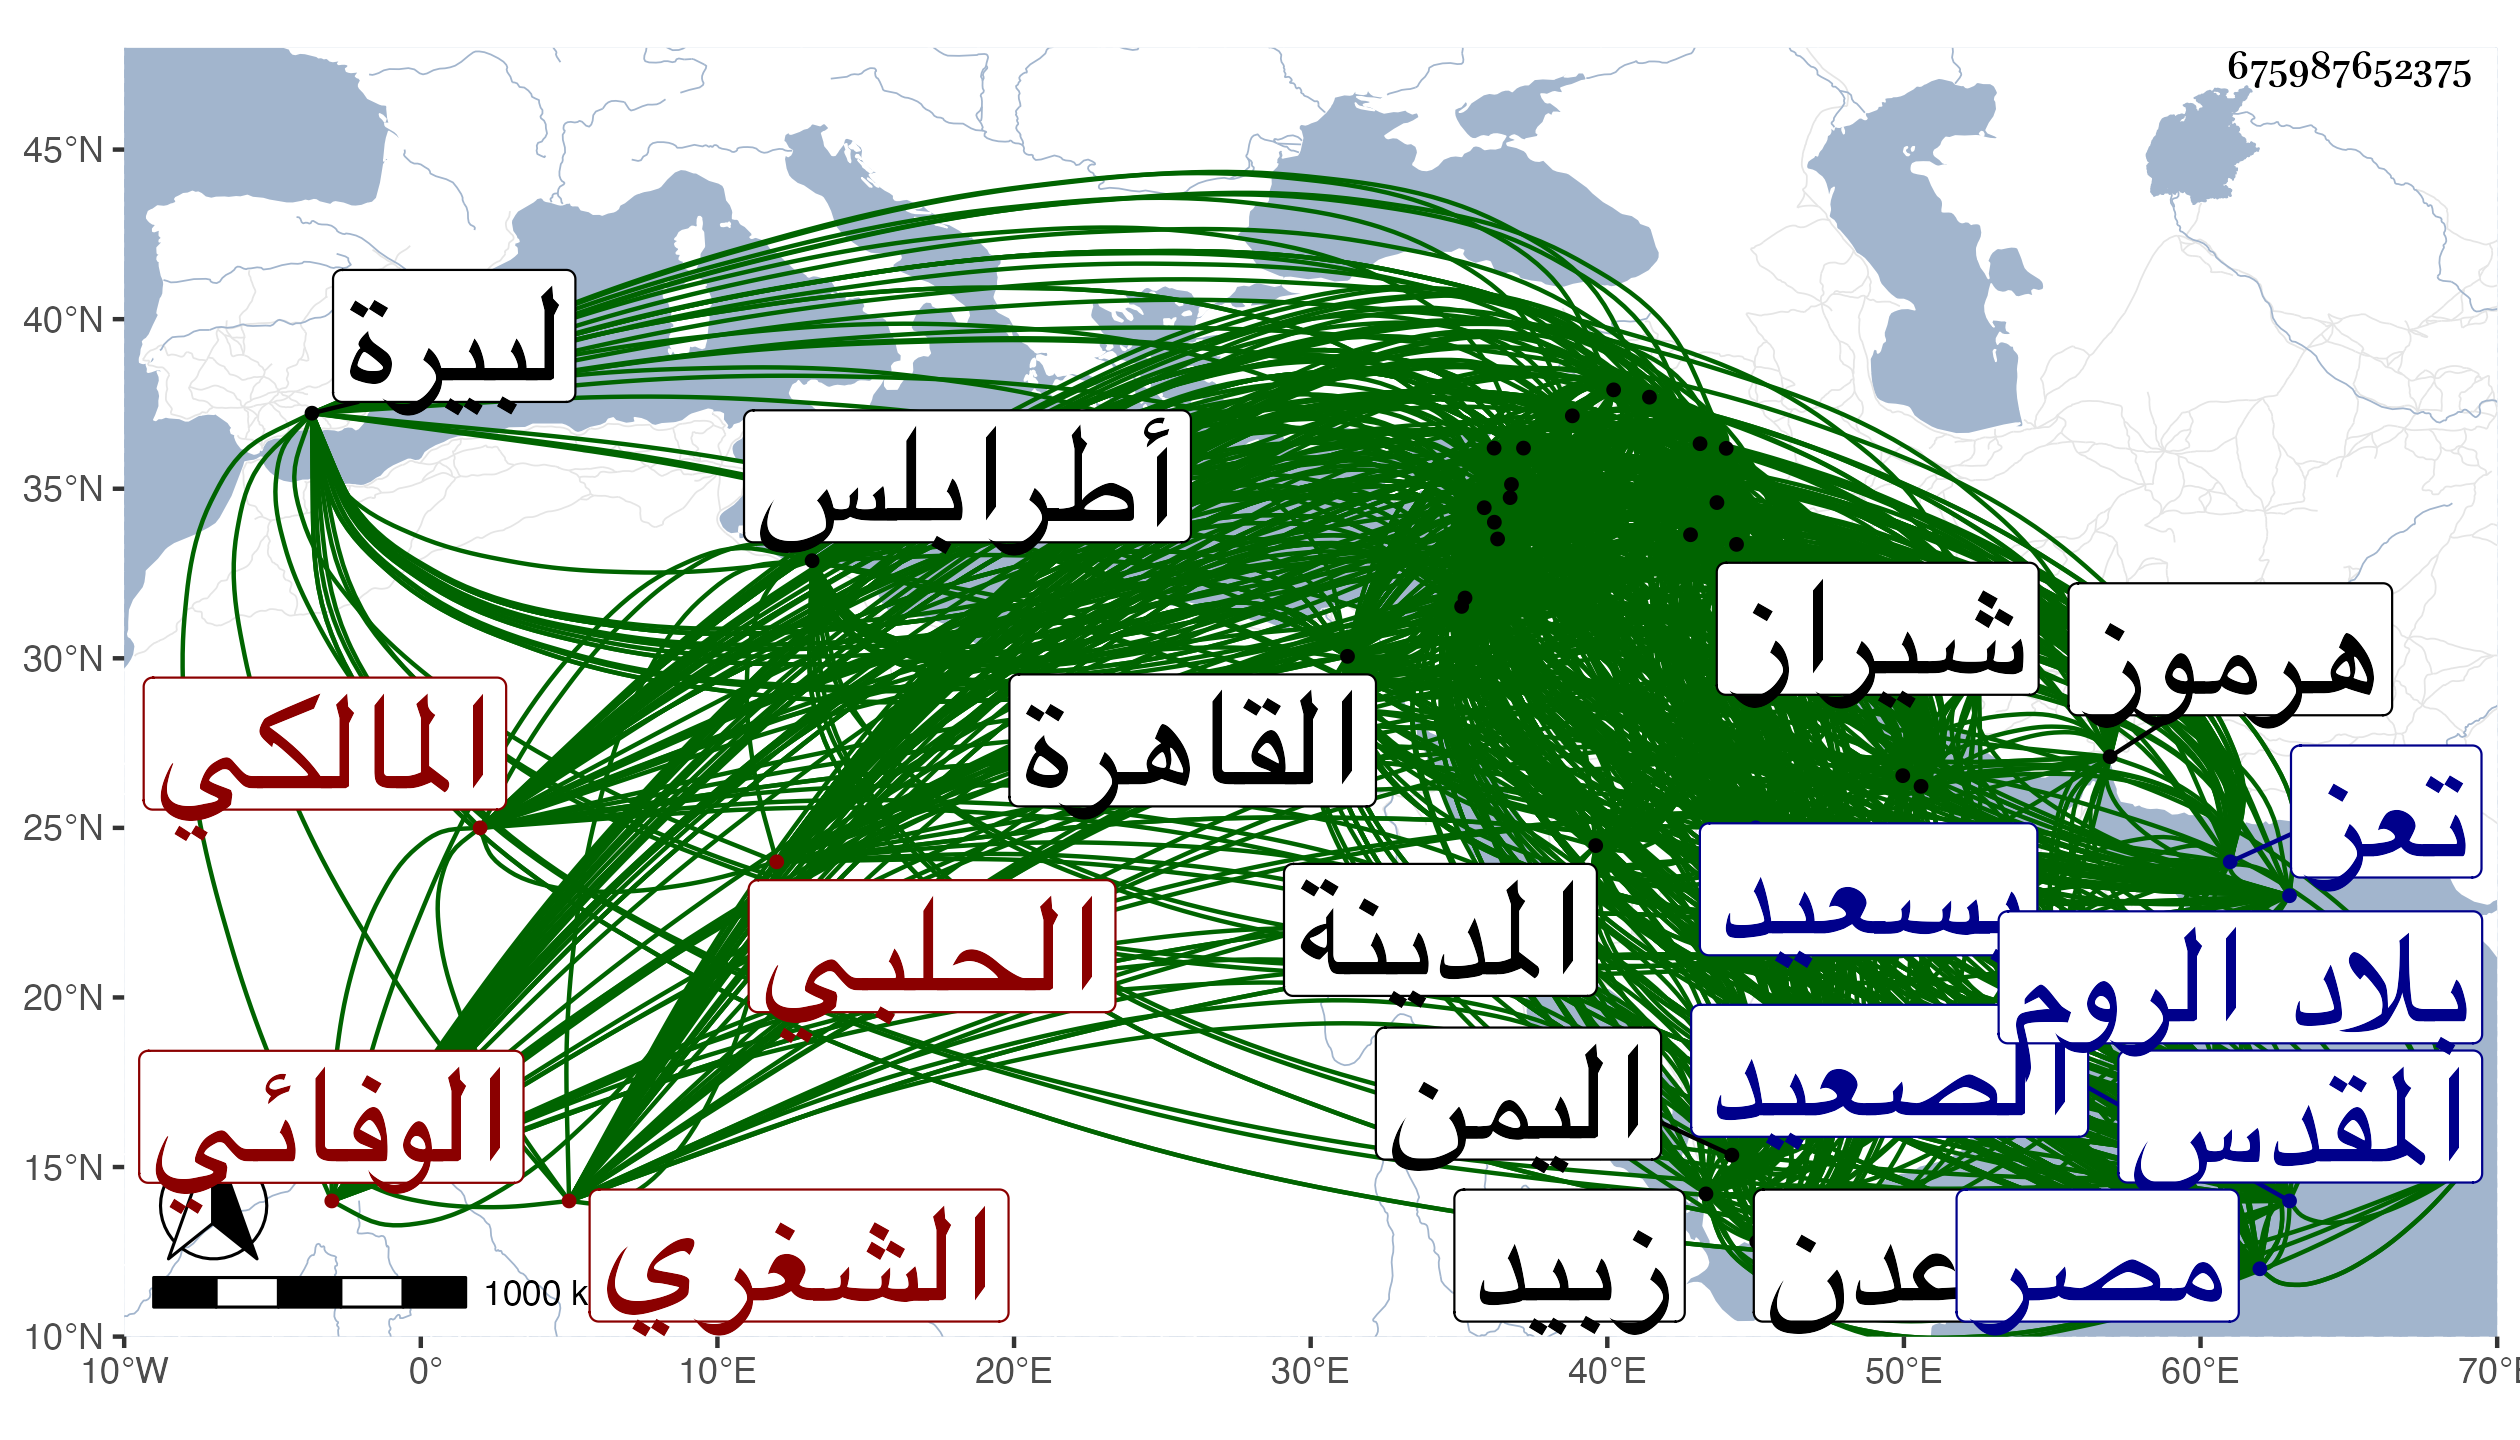 675987652375
45°N
40°N
35°N
30°N
25°N
20°N
15°N
10°N
لبيرة
أطرابلس
شيراز
هرموز
المالكي
القاهرة
تعز
الحلبي
المدينة
بسعيد
بلاد الروم
الوفائي
اليمن
الصعيد
المقدس
الشغري
زبيد
عدن
مصر
1000 k
10°W 0° 10°E 20°E 30°E 40°E 50°E 60°E 70°E